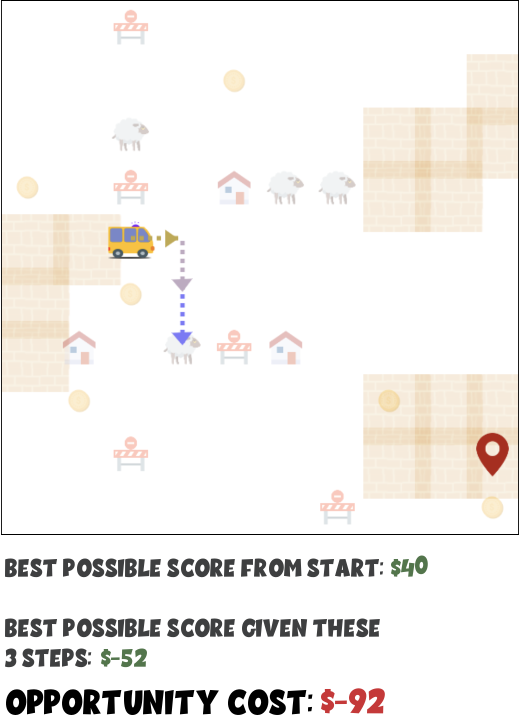 BEST POSSIBLE SCORE FROM START: $40
BEST POSSIBLE SCORE GIVEN THESE
3 STEPS: $-52
OPPORTUNITY COST: $-92